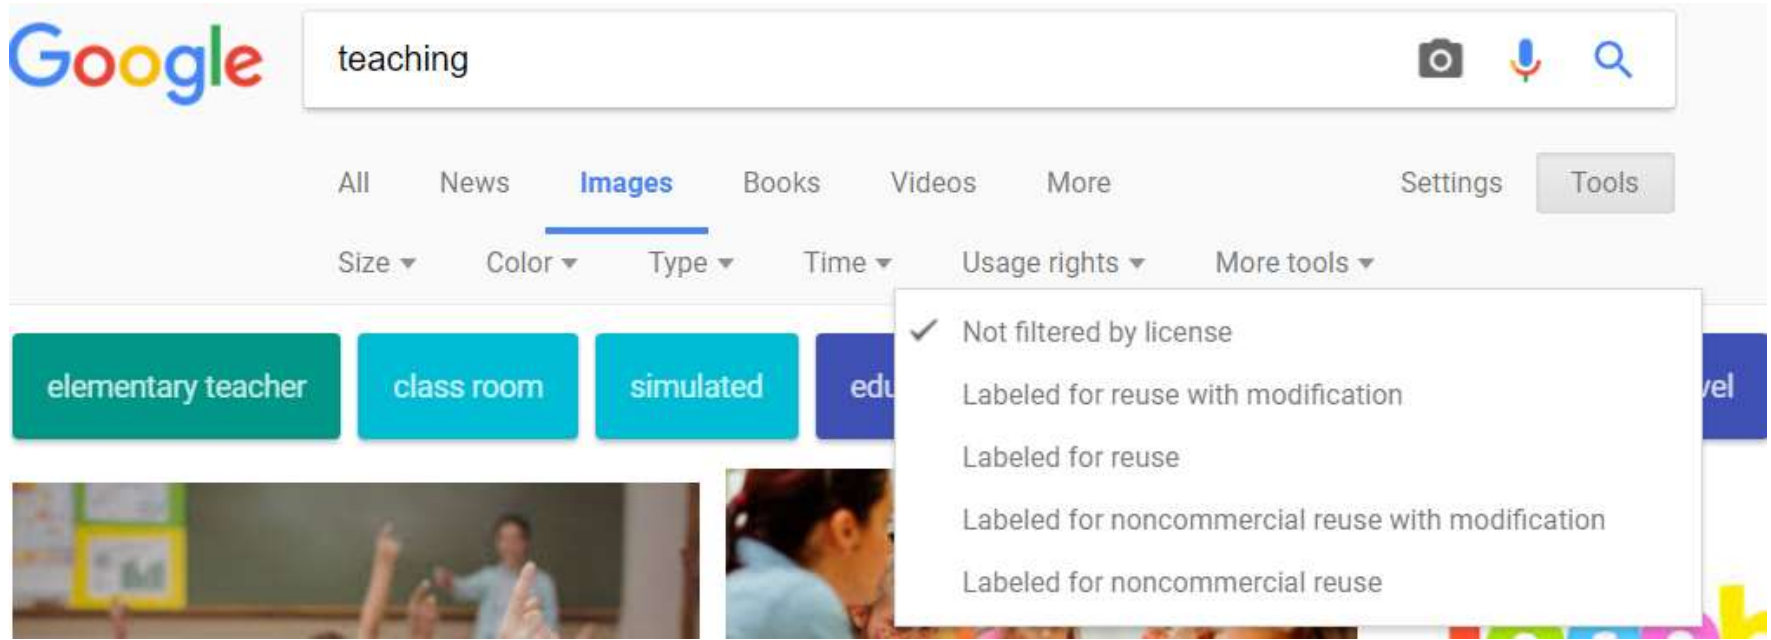 Google
teaching
All News Images Books Videos More Settings Tools
Size Color Type Time Usage rights More tools
Not filtered by license
Labeled for reuse with modification
Labeled for reuse
Labeled for noncommercial reuse with modification
Labeled for noncommercial reuse
elementary teacher class room simulated edu vel